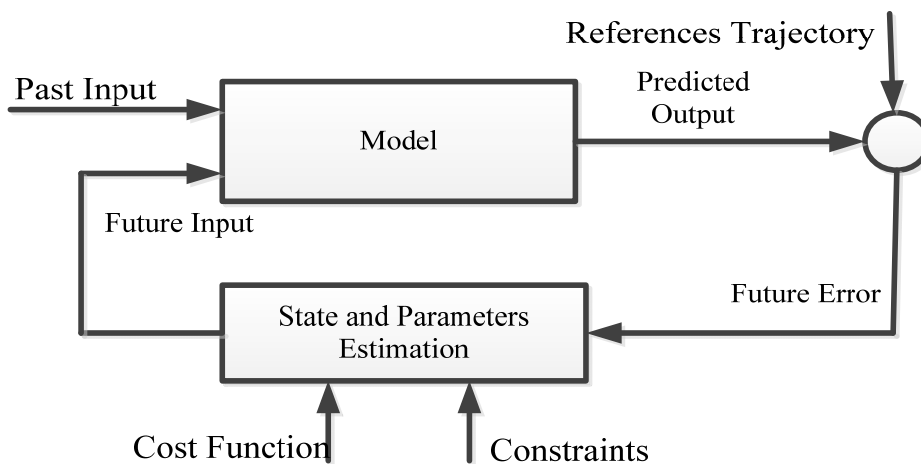 References Trajectory
Past Input
Predicted
Output
Model
Future Input
Future Error
State and Parameters
Estimation
Cost Function
Constraints